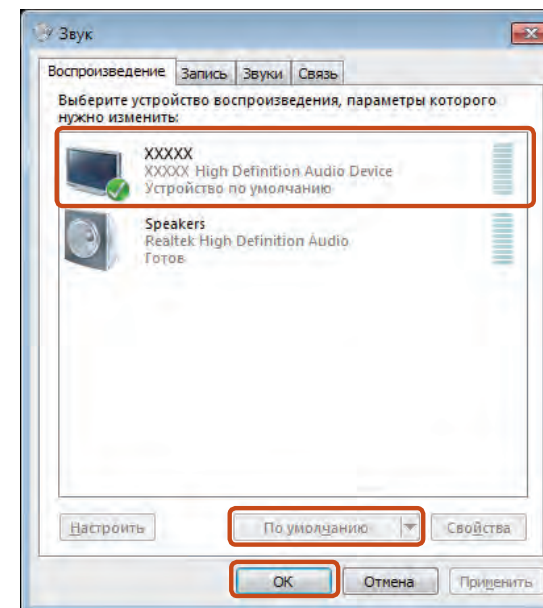 Звук
Воспроизведение Запись Звуки Связь
Выберите устройство воспроизведения, параметры которого
нужно изменить:
XXXXX
XXXXX High Definition Audio Device
Устройство по умолчанию
Speakers
Realtek High Definition Audio
Готов
Настроить По умолчанию Свойства
ОК Отмена Применить